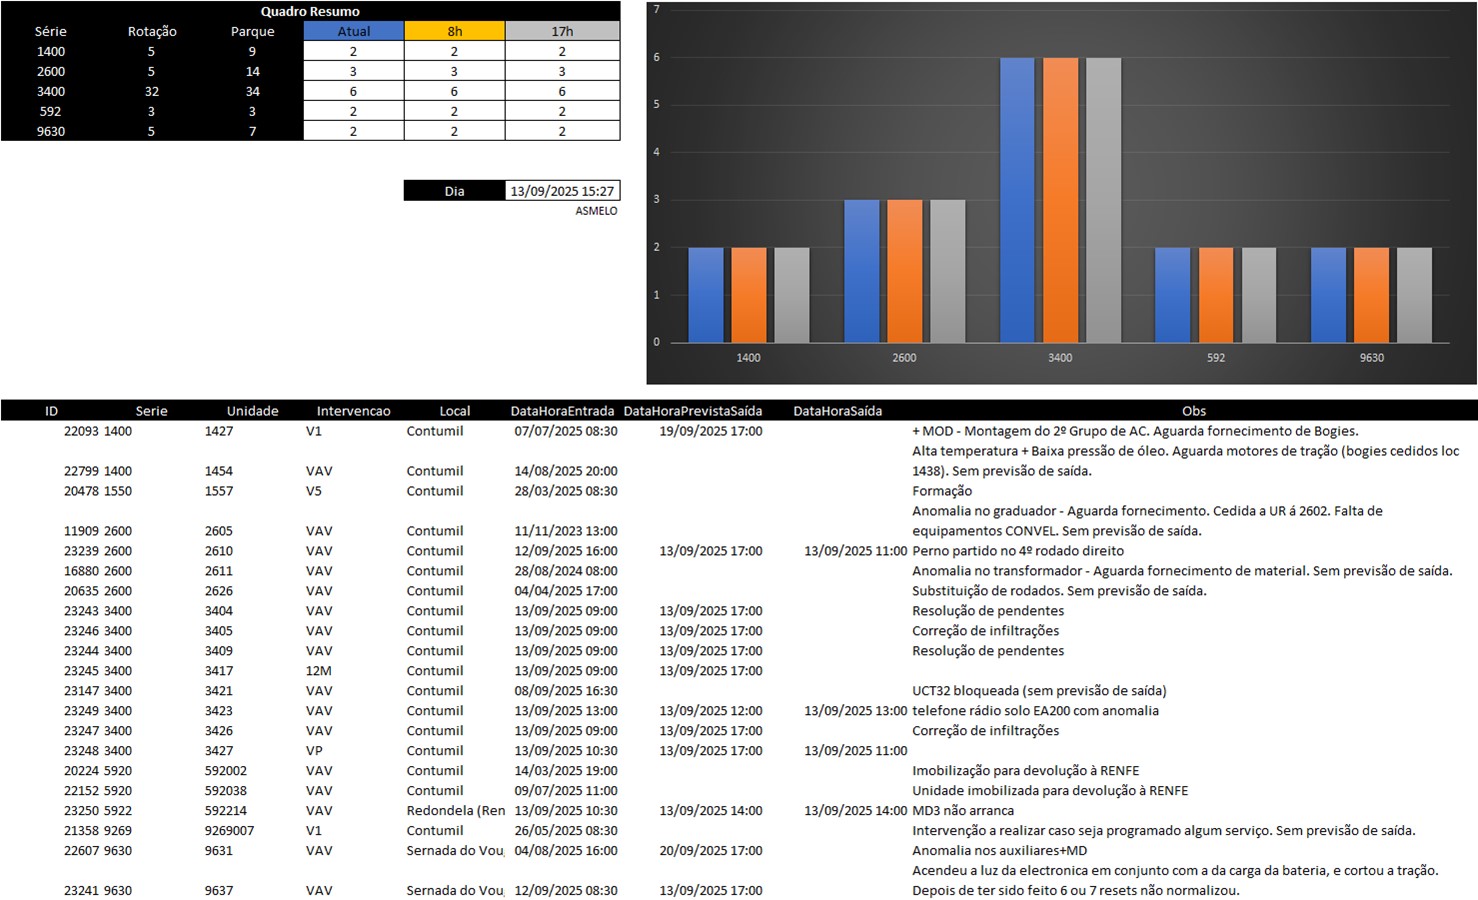 Quadro Resumo
Série Rotação Parque Atual 8h 17h
1400 5 9 2 2 2
2600 5 14 3 3 3
3400 32 34 6 6 6
592 3 3 2 2 2
9630 5 7 2 2 2
Dia 13/09/2025 15:27
ASMELO
7
6
5
4
3
2
1
0
1400 2600 3400 592 9630
ID Serie Unidade Intervencao Local DataHoraEntrada DataHoraPrevistaSaída DataHoraSaída Obs
22093 1400 1427 V1 Contumil 07/07/2025 08:30 19/09/2025 17:00 + MOD - Montagem do 2º Grupo de AC. Aguarda fornecimento de Bogies.
Alta temperatura + Baixa pressão de óleo. Aguarda motores de tração (bogies cedidos loc
22799 1400 1454 VAV Contumil 14/08/2025 20:00 1438). Sem previsão de saída.
20478 1550 1557 V5 Contumil 28/03/2025 08:30 Formação
Anomalia no graduador - Aguarda fornecimento. Cedida a UR á 2602. Falta de
11909 2600 2605 VAV Contumil 11/11/2023 13:00 equipamentos CONVEL. Sem previsão de saída.
23239 2600 2610 VAV Contumil 12/09/2025 16:00 13/09/2025 17:00 13/09/2025 11:00 Perno partido no 4º rodado direito
16880 2600 2611 VAV Contumil 28/08/2024 08:00 Anomalia no transformador - Aguarda fornecimento de material. Sem previsão de saída.
20635 2600 2626 VAV Contumil 04/04/2025 17:00 Substituição de rodados. Sem previsão de saída.
23243 3400 3404 VAV Contumil 13/09/2025 09:00 13/09/2025 17:00 Resolução de pendentes
23246 3400 3405 VAV Contumil 13/09/2025 09:00 13/09/2025 17:00 Correção de infiltrações
23244 3400 3409 VAV Contumil 13/09/2025 09:00 13/09/2025 17:00 Resolução de pendentes
23245 3400 3417 12M Contumil 13/09/2025 09:00 13/09/2025 17:00
23147 3400 3421 VAV Contumil 08/09/2025 16:30 UCT32 bloqueada (sem previsão de saída)
23249 3400 3423 VAV Contumil 13/09/2025 13:00 13/09/2025 12:00 13/09/2025 13:00 telefone rádio solo EA200 com anomalia
23247 3400 3426 VAV Contumil 13/09/2025 09:00 13/09/2025 17:00 Correção de infiltrações
23248 3400 3427 VP Contumil 13/09/2025 10:30 13/09/2025 17:00 13/09/2025 11:00
20224 5920 592002 VAV Contumil 14/03/2025 19:00 Imobilização para devolução à RENFE
22152 5920 592038 VAV Contumil 09/07/2025 11:00 Unidade imobilizada para devolução à RENFE
23250 5922 592214 VAV Redondela (Ren 13/09/2025 10:30 13/09/2025 14:00 13/09/2025 14:00 MD3 não arranca
21358 9269 9269007 V1 Contumil 26/05/2025 08:30 Intervenção a realizar caso seja programado algum serviço. Sem previsão de saída.
22607 9630 9631 VAV Sernada do Vou 04/08/2025 16:00 20/09/2025 17:00 Anomalia nos auxiliares+MD
Acendeu a luz da electronica em conjunto com a da carga da bateria, e cortou a tração.
23241 9630 9637 VAV Sernada do Vou 12/09/2025 08:30 13/09/2025 17:00 Depois de ter sido feito 6 ou 7 resets não normalizou.